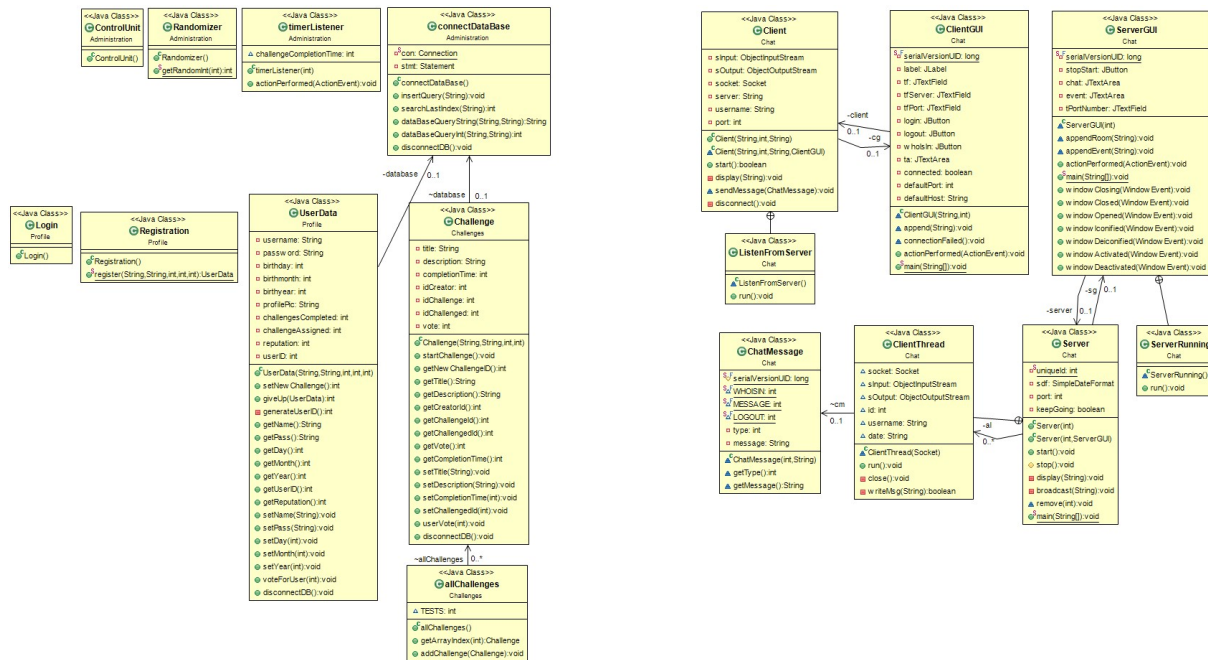 <<Java Class>>
ControlUnit
Administration
ControlUnit()
<<Java Class>>
Randomizer
Administration
Randomizer()
getRandomInt(int):int
<<Java Class>>
timerListener
Administration
challengeCompletionTime: int
timerListener(int)
actionPerformed(ActionEvent):void
<<Java Class>>
connectDataBase
Administration
con: Connection
stmt: Statement
connectDataBase()
insertQuery(String):void
searchLastIndex(String):int
dataBaseQueryString(String,String):String
dataBaseQueryInt(String,String):int
disconnectDB():void
-database
0..1
~database
0..1
<<Java Class>>
Login
Profile
Login()
<<Java Class>>
Registration
Profile
Registration()
register(String,String,int,int,int):UserData
<<Java Class>>
UserData
Profile
username: String
password: String
birthday: int
birthmonth: int
birthyear: int
profilePic: String
challengesCompleted: int
challengeAssigned: int
reputation: int
userID: int
UserData(String,String,int,int,int)
setNewChallenge():int
giveUp(UserData):int
generateUserID():int
getName():String
getPass():String
getDay():int
getMonth():int
getYear():int
getUserID():int
getReputation():int
setName(String):void
setPass(String):void
setDay(int):void
setMonth(int):void
setYear(int):void
voteForUser(int):void
disconnectDB():void
<<Java Class>>
Challenge
Challenges
title: String
description: String
completionTime: int
idCreator: int
idChallenge: int
idChallenged: int
vote: int
Challenge(String,String,int,int)
startChallenge():void
getNewChallengeID():int
getTitle():String
getDescription():String
getCreatorId():int
getChallengeId():int
getChallengedId():int
getVote():int
getCompletionTime():int
setTitle(String):void
setDescription(String):void
setCompletionTime(int):void
setChallengedId(int):void
userVote(int):void
disconnectDB():void
~allChallenges
0..*
<<Java Class>>
allChallenges
Challenges
TESTS: int
allChallenges()
getArrayIndex(int):Challenge
addChallenge(Challenge):void
<<Java Class>>
Client
Chat
sInput: ObjectInputStream
sOutput: ObjectOutputStream
socket: Socket
server: String
username: String
port: int
Client(String,int,String)
Client(String,int,String,ClientGUI)
start():boolean
display(String):void
sendMessage(ChatMessage):void
disconnect():void
-client
0..1
-cg
0..1
<<Java Class>>
ClientGUI
Chat
serialVersionUID: long
label: JLabel
tf: JTextField
tfServer: JTextField
tfPort: JTextField
login: JButton
logout: JButton
whoIsIn: JButton
ta: JTextArea
connected: boolean
defaultPort: int
defaultHost: String
ClientGUI(String,int)
append(String):void
connectionFailed():void
actionPerformed(ActionEvent):void
main(String[]):void
<<Java Class>>
ServerGUI
Chat
serialVersionUID: long
stopStart: JButton
chat: JTextArea
event: JTextArea
tPortNumber: JTextField
ServerGUI(int)
appendRoom(String):void
appendEvent(String):void
actionPerformed(ActionEvent):void
main(String[]):void
windowClosing(WindowEvent):void
windowClosed(WindowEvent):void
windowOpened(WindowEvent):void
windowIconified(WindowEvent):void
windowDeiconified(WindowEvent):void
windowActivated(WindowEvent):void
windowDeactivated(WindowEvent):void
<<Java Class>>
ListenFromServer
Chat
ListenFromServer()
run():void
-sg
-server
0..1
0..1
<<Java Class>>
ChatMessage
Chat
serialVersionUID: long
WHOISIN: int
MESSAGE: int
LOGOUT: int
type: int
message: String
ChatMessage(int,String)
getType():int
getMessage():String
~cm
0..1
<<Java Class>>
ClientThread
Chat
socket: Socket
sInput: ObjectInputStream
sOutput: ObjectOutputStream
id: int
username: String
date: String
ClientThread(Socket)
run():void
close():void
writeMsg(String):boolean
-al
0..*
<<Java Class>>
Server
Chat
uniqueId: int
sdf: SimpleDateFormat
port: int
keepGoing: boolean
Server(int)
Server(int,ServerGUI)
start():void
stop():void
display(String):void
broadcast(String):void
remove(int):void
main(String[]):void
<<Java Class>>
ServerRunning
Chat
ServerRunning()
run():void